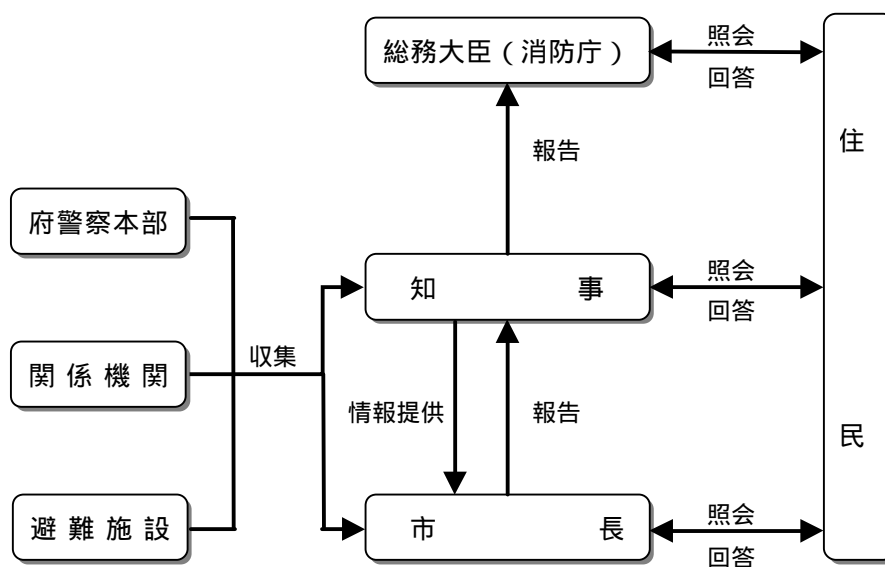 総務大臣（消防庁）
照会
回答
報告
住民
府警察本部
知事
照会
回答
関係機関
収集
情報提供
報告
避難施設
市長
照会
回答